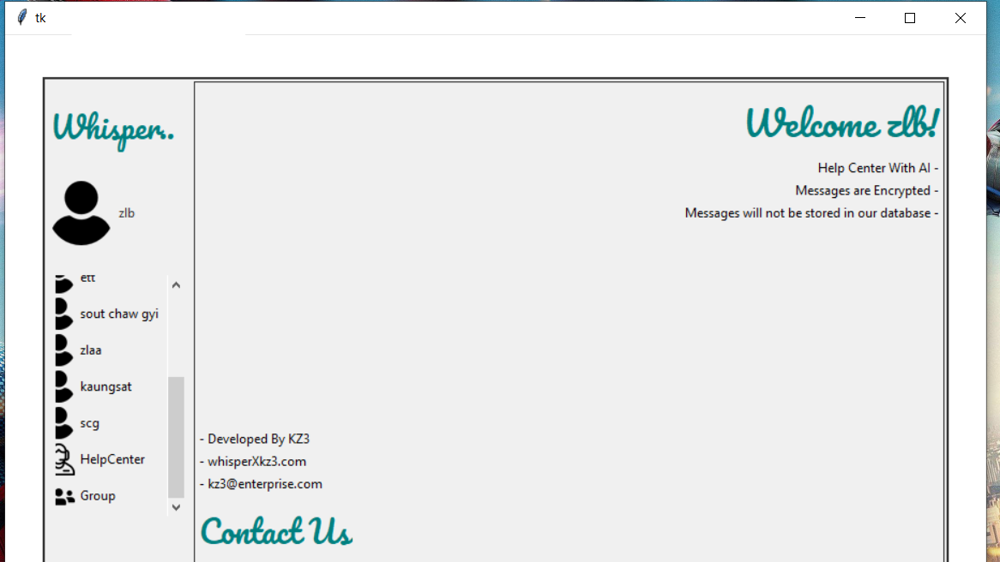 tk
Whisper..
zlb
ett
sout chaw gyi
zlaa
kaungsat
scg
HelpCenter
Group
Welcome zlb!
Help Center With AI -
Messages are Encrypted -
Messages will not be stored in our database -
- Developed By KZ3
- whisperXkz3.com
- kz3@enterprise.com
Contact Us